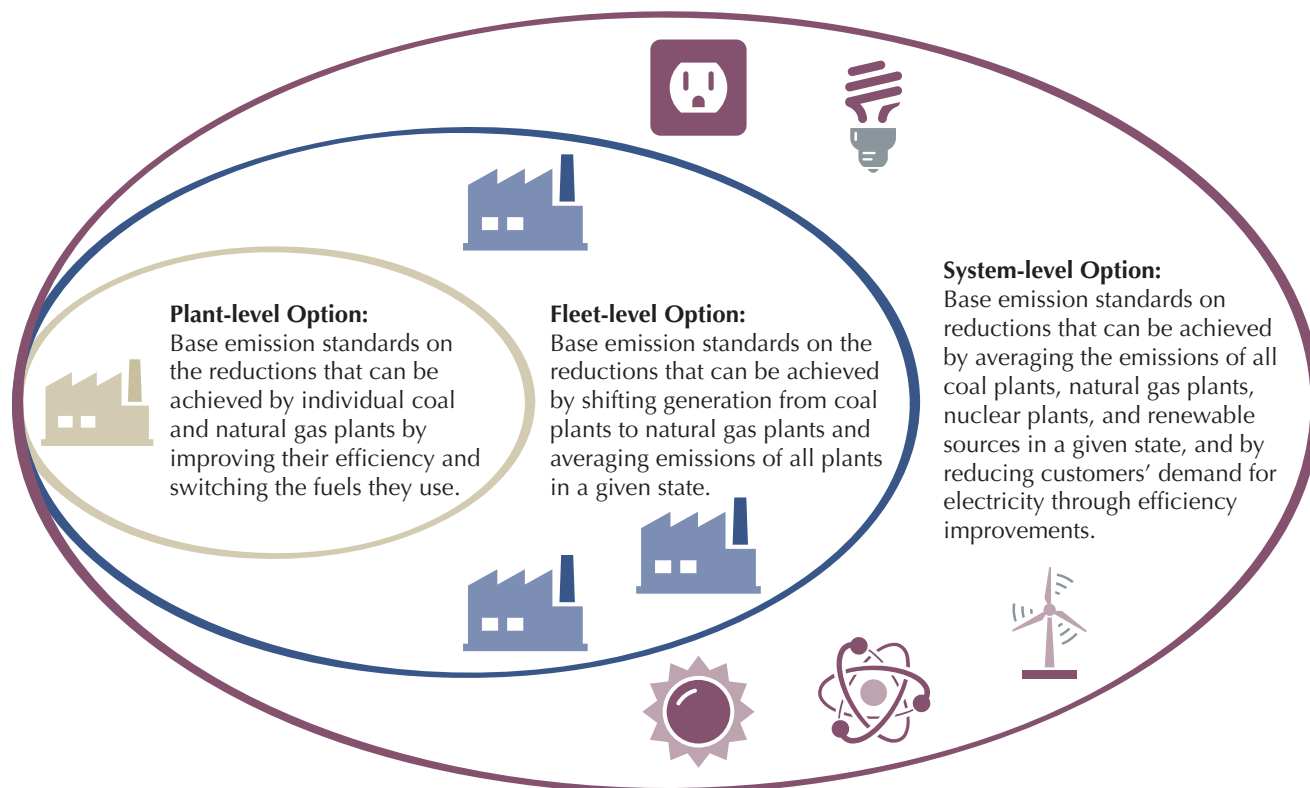 Plant-level Option:
Base emission standards on
the reductions that can be
achieved by individual coal
and natural gas plants by
improving their efficiency and
switching the fuels they use.
Fleet-level Option:
Base emission standards on the
reductions that can be achieved
by shifting generation from coal
plants to natural gas plants and
averaging emissions of all plants
in a given state.
System-level Option:
Base emission standards on
reductions that can be achieved
by averaging the emissions of all
coal plants, natural gas plants,
nuclear plants, and renewable
sources in a given state, and by
reducing customers’ demand for
electricity through efficiency
improvements.